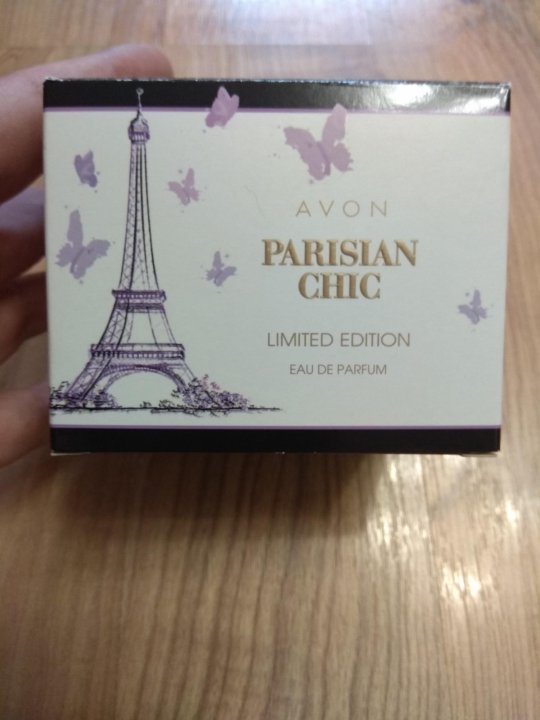 AVON
PARISIAN
CHIC
LIMITED EDITION
EAU DE PARFUM